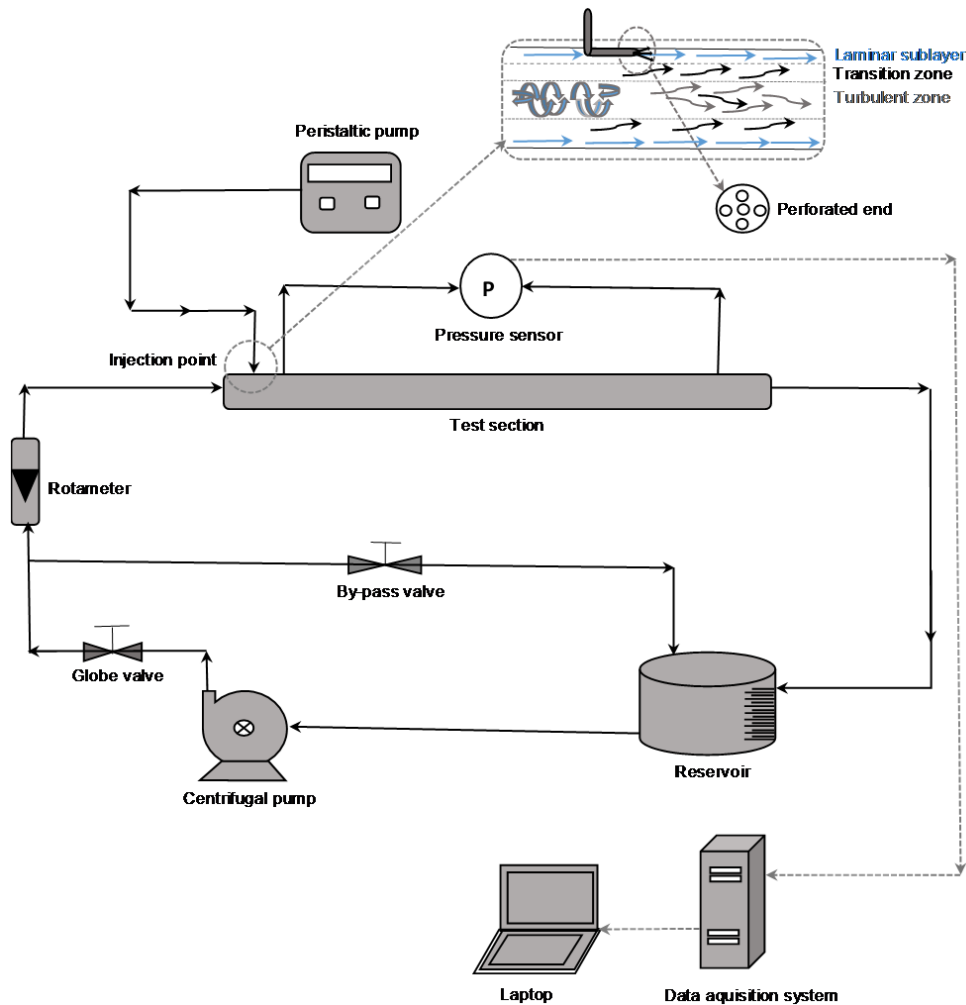 Laminar sublayer
Transition zone
Turbulent zone
Peristaltic pump
Perforated end
P
Pressure sensor
Injection point
Test section
Rotameter
By-pass valve
Globe valve
Reservoir
Centrifugal pump
Laptop
Data aquisition system